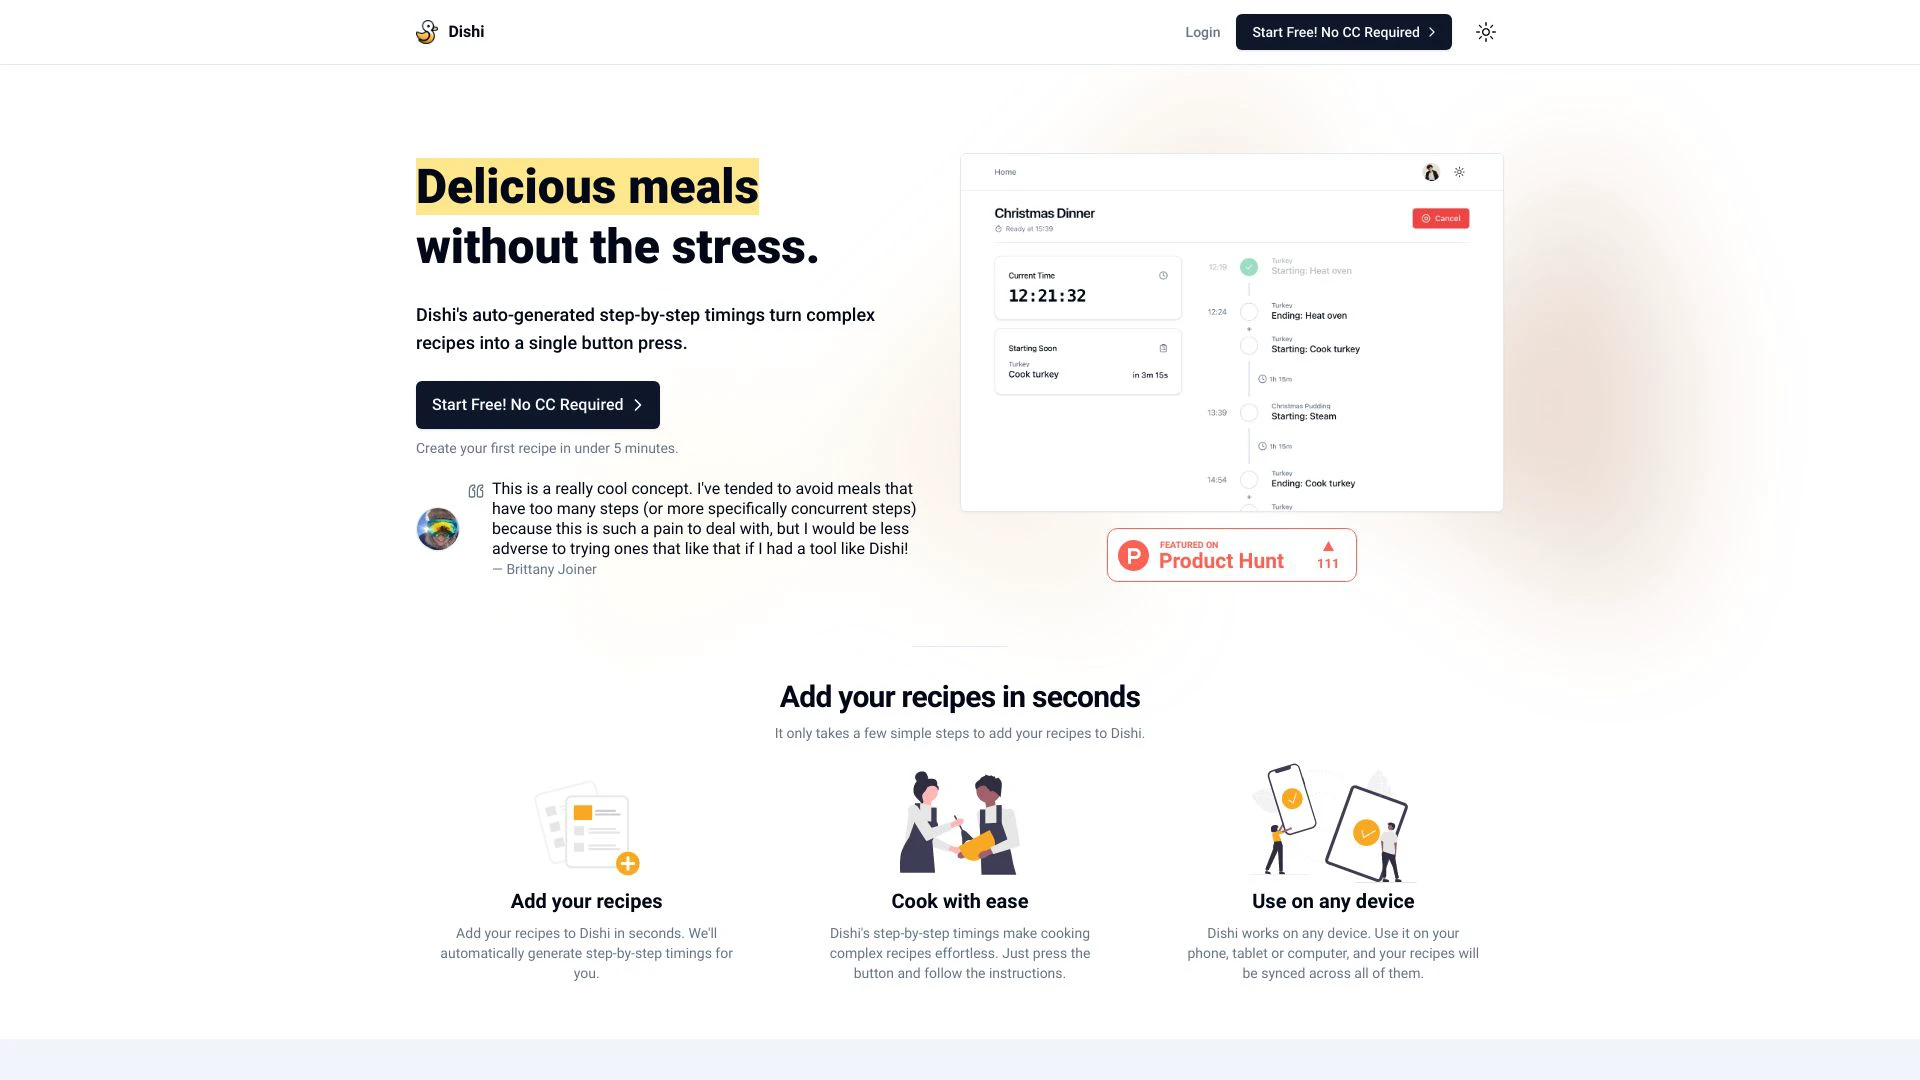 Dishi
Login
Start Free! No CC Required
Delicious meals
without the stress.
Dishi's auto-generated step-by-step timings turn complex
recipes into a single button press.
Start Free! No CC Required
Create your first recipe in under 5 minutes.
This is a really cool concept. I've tended to avoid meals that
have too many steps (or more specifically concurrent steps)
because this is such a pain to deal with, but I would be less
adverse to trying ones that like that if I had a tool like Dishi!
— Brittany Joiner
Home
Christmas Dinner
Ready at 15:39
Cancel
Current Time
12:21:32
Starting Soon
Turkey
Cook turkey
in 3m 15s
12:19
Turkey
Starting: Heat oven
12:24
Turkey
Ending: Heat oven
Turkey
Starting: Cook turkey
1h 15m
13:39
Christmas Pudding
Starting: Steam
1h 15m
14:54
Turkey
Ending: Cook turkey
Turkey
FEATURED ON
Product Hunt
111
Add your recipes in seconds
It only takes a few simple steps to add your recipes to Dishi.
Add your recipes
Add your recipes to Dishi in seconds. We'll
automatically generate step-by-step timings for
you.
Cook with ease
Dishi's step-by-step timings make cooking
complex recipes effortless. Just press the
button and follow the instructions.
Use on any device
Dishi works on any device. Use it on your
phone, tablet or computer, and your recipes will
be synced across all of them.